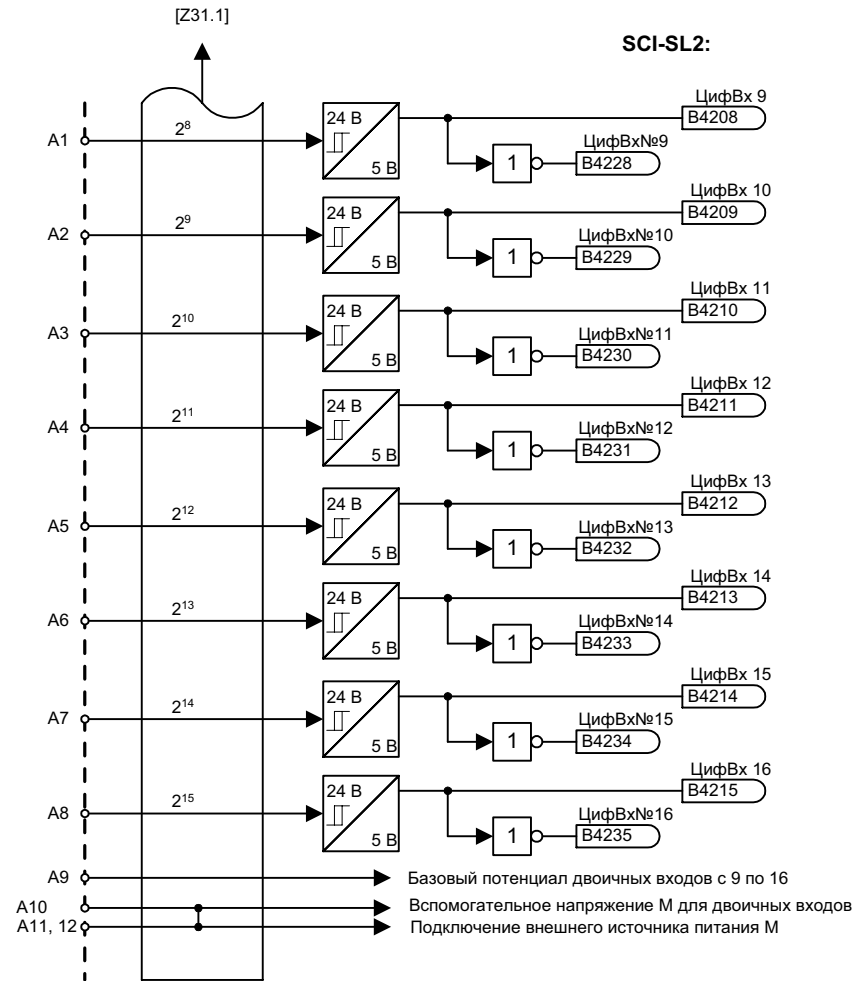 [Z31.1]
SCI-SL2:
ЦифВх 9
24 В
B4208
A1
2⁸
ЦифВх№9
5 В
1
B4228
ЦифВх 10
24 В
B4209
A2
2⁹
ЦифВх№10
5 В
1
B4229
ЦифВх 11
24 В
B4210
A3
2¹⁰
ЦифВх№11
5 В
1
B4230
ЦифВх 12
24 В
B4211
A4
2¹¹
ЦифВх№12
5 В
1
B4231
ЦифВх 13
24 В
B4212
A5
2¹²
ЦифВх№13
5 В
1
B4232
ЦифВх 14
24 В
B4213
A6
2¹³
ЦифВх№14
5 В
1
B4233
ЦифВх 15
24 В
B4214
A7
2¹⁴
ЦифВх№15
5 В
1
B4234
ЦифВх 16
24 В
B4215
A8
2¹⁵
ЦифВх№16
5 В
1
B4235
A9 Базовый потенциал двоичных входов с 9 по 16
A10 Вспомогательное напряжение М для двоичных входов
A11, 12 Подключение внешнего источника питания М